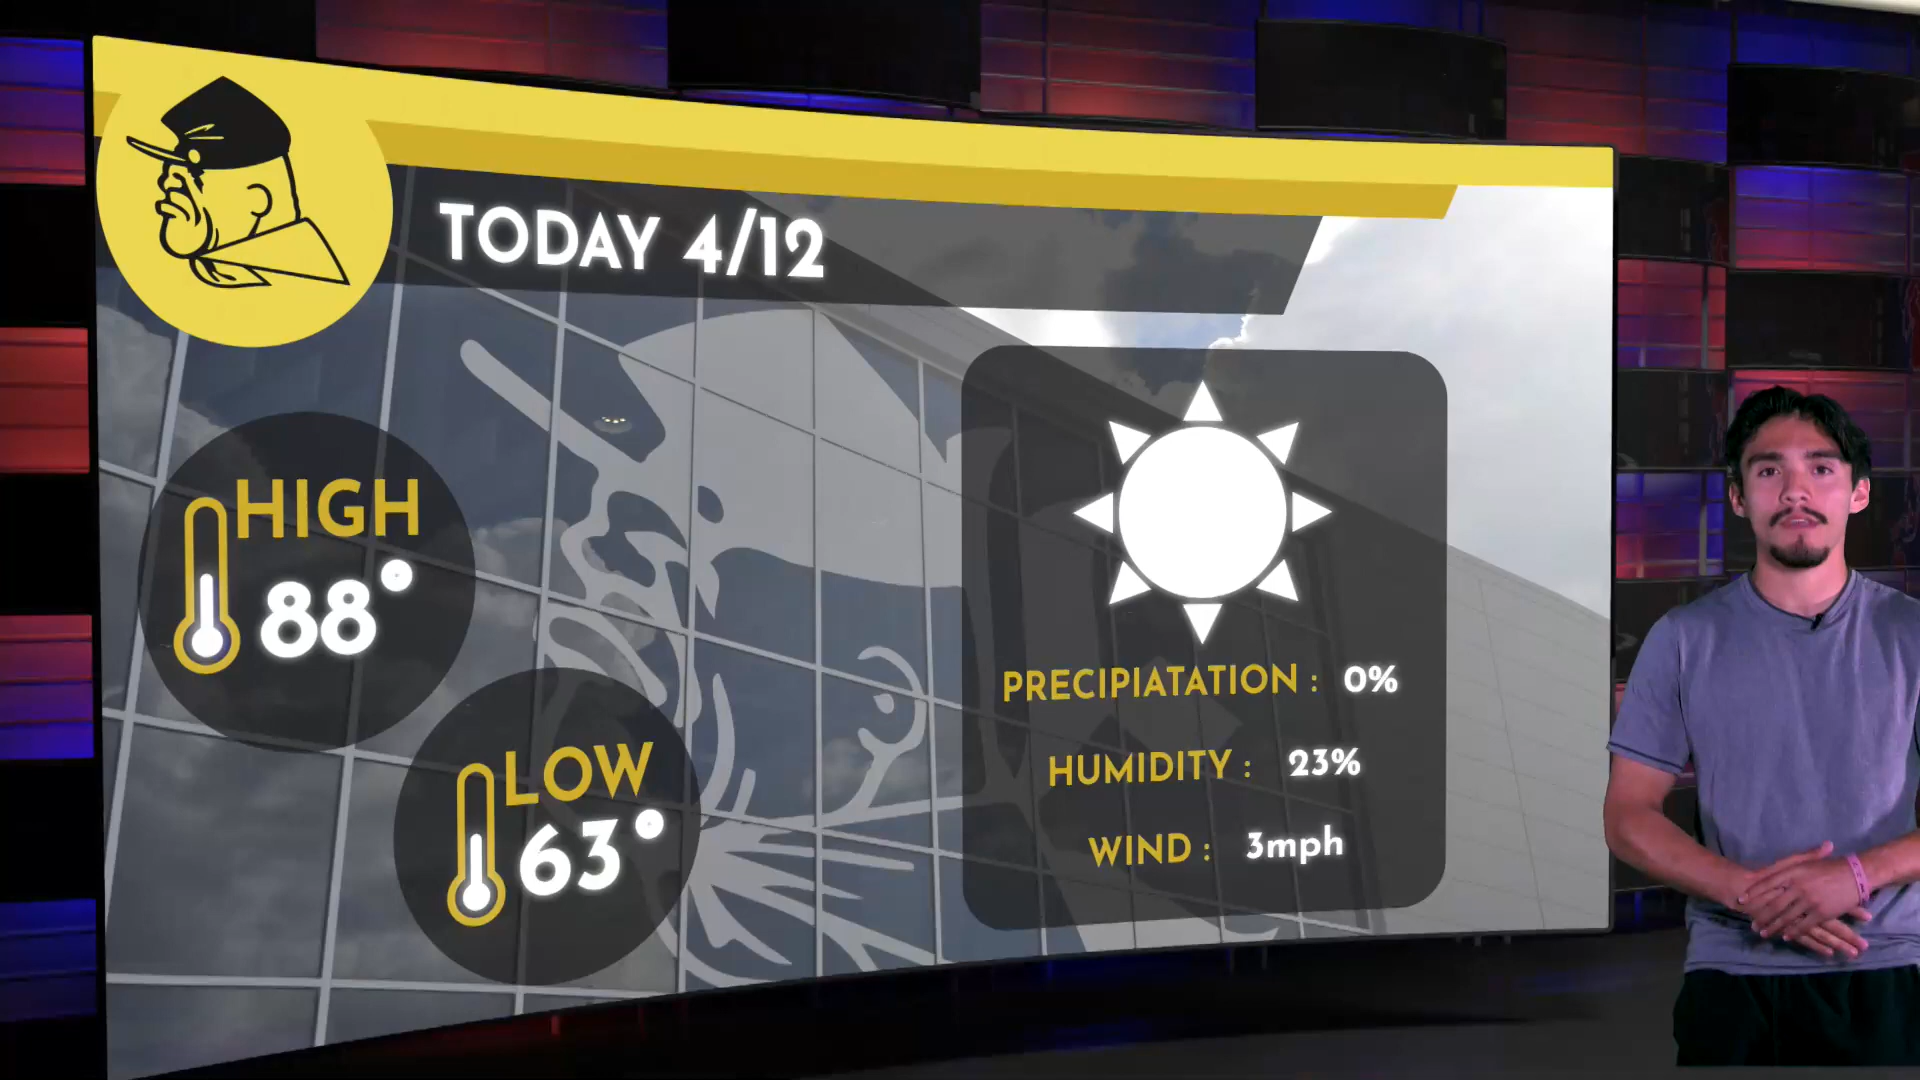 TODAY 4/12
HIGH
88°
LOW
63°
PRECIPIATATION : 0%
HUMIDITY : 23%
WIND : 3mph